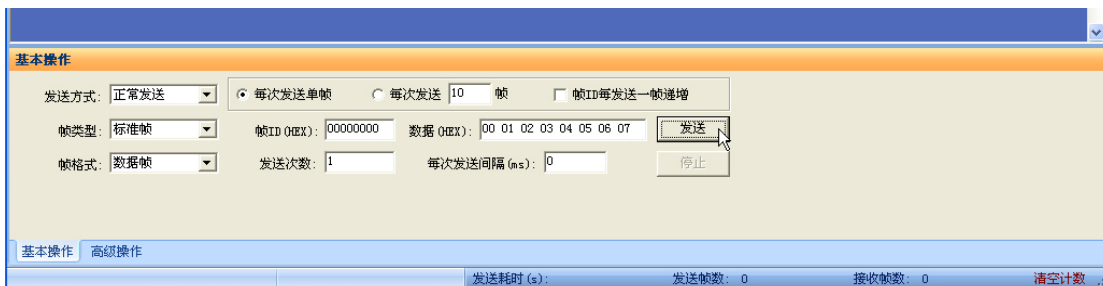 基本操作
发送方式: 正常发送 每次发送单帧 每次发送 10 帧 帧ID每发送一帧递增
帧类型: 标准帧 帧ID(HEX): 00000000 数据(HEX): 00 01 02 03 04 05 06 07 发送
帧格式: 数据帧 发送次数: 1 每次发送间隔(ms): 0 停止
基本操作 高级操作
发送耗时(s): 发送帧数: 0 接收帧数: 0 清空计数